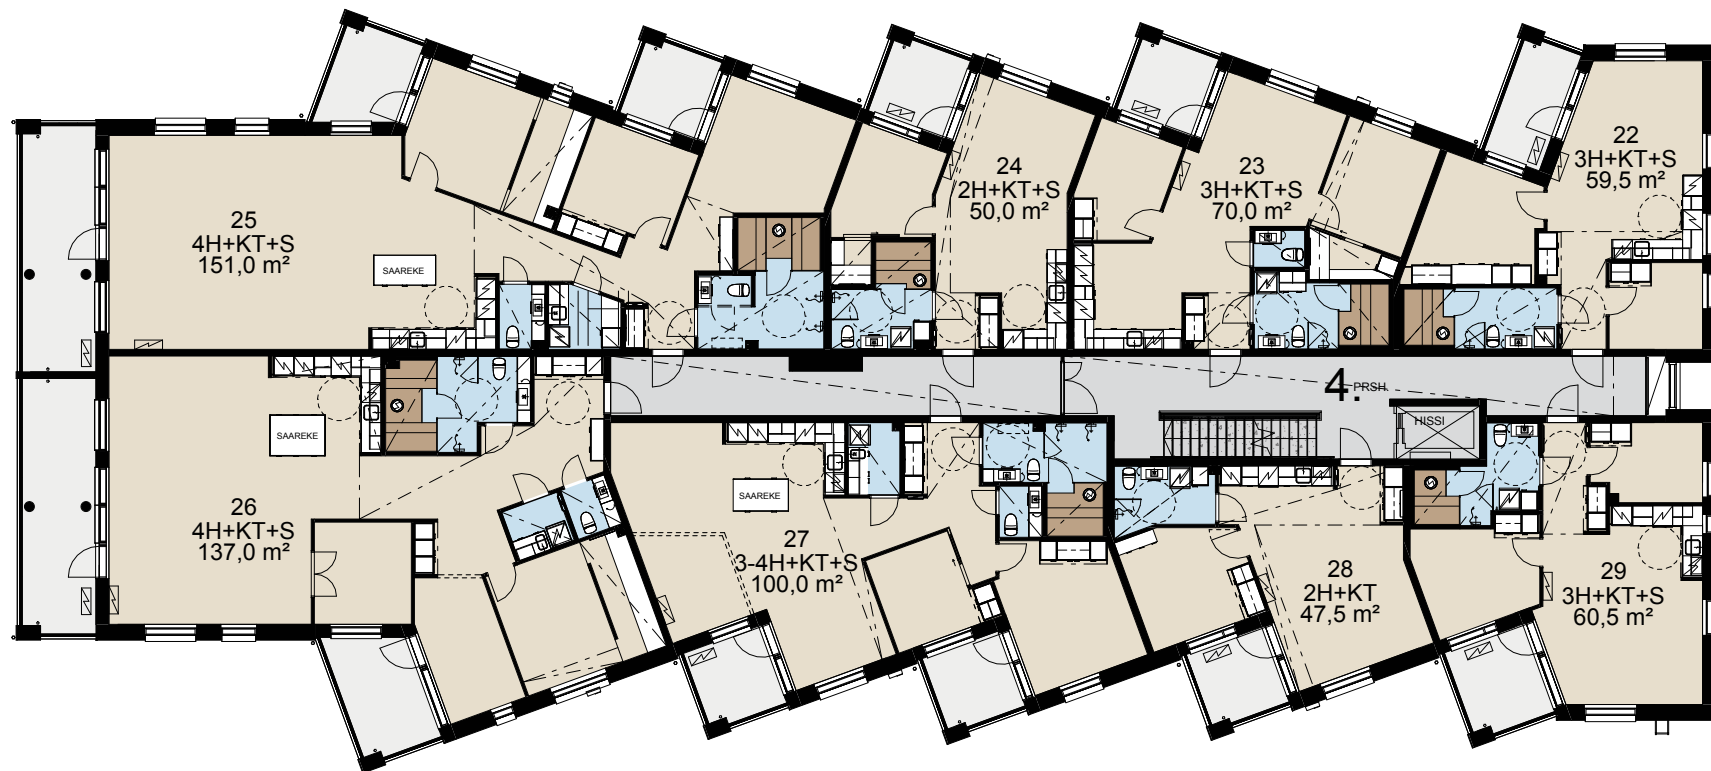 25
4H+KT+S
151,0 m²
SAAREKE
24
2H+KT+S
50,0 m²
23
3H+KT+S
70,0 m²
22
3H+KT+S
59,5 m²
4. PRSH.
HISSI
26
4H+KT+S
137,0 m²
SAAREKE
27
3-4H+KT+S
100,0 m²
SAAREKE
28
2H+KT
47,5 m²
29
3H+KT+S
60,5 m²